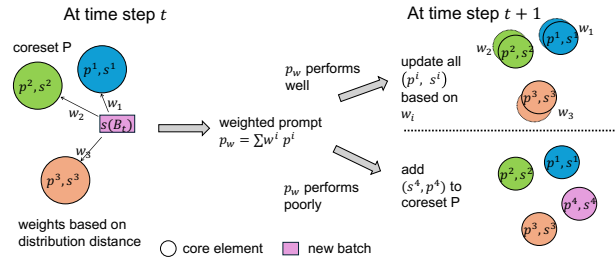 At time step t
At time step t + 1
coreset P
p¹, s¹
p², s²
w₁
w₂
s(Bₜ)
w₃
p³, s³
weights based on
distribution distance
weighted prompt
p_w = ∑wⁱ pⁱ
p_w performs
well
p_w performs
poorly
update all
(pⁱ, sⁱ)
based on
wᵢ
w₂
p², s²
p¹, s¹
w₁
p³, s³
w₃
add
(s⁴, p⁴) to
coreset P
p², s²
p¹, s¹
p⁴, s⁴
p³, s³
core element
new batch